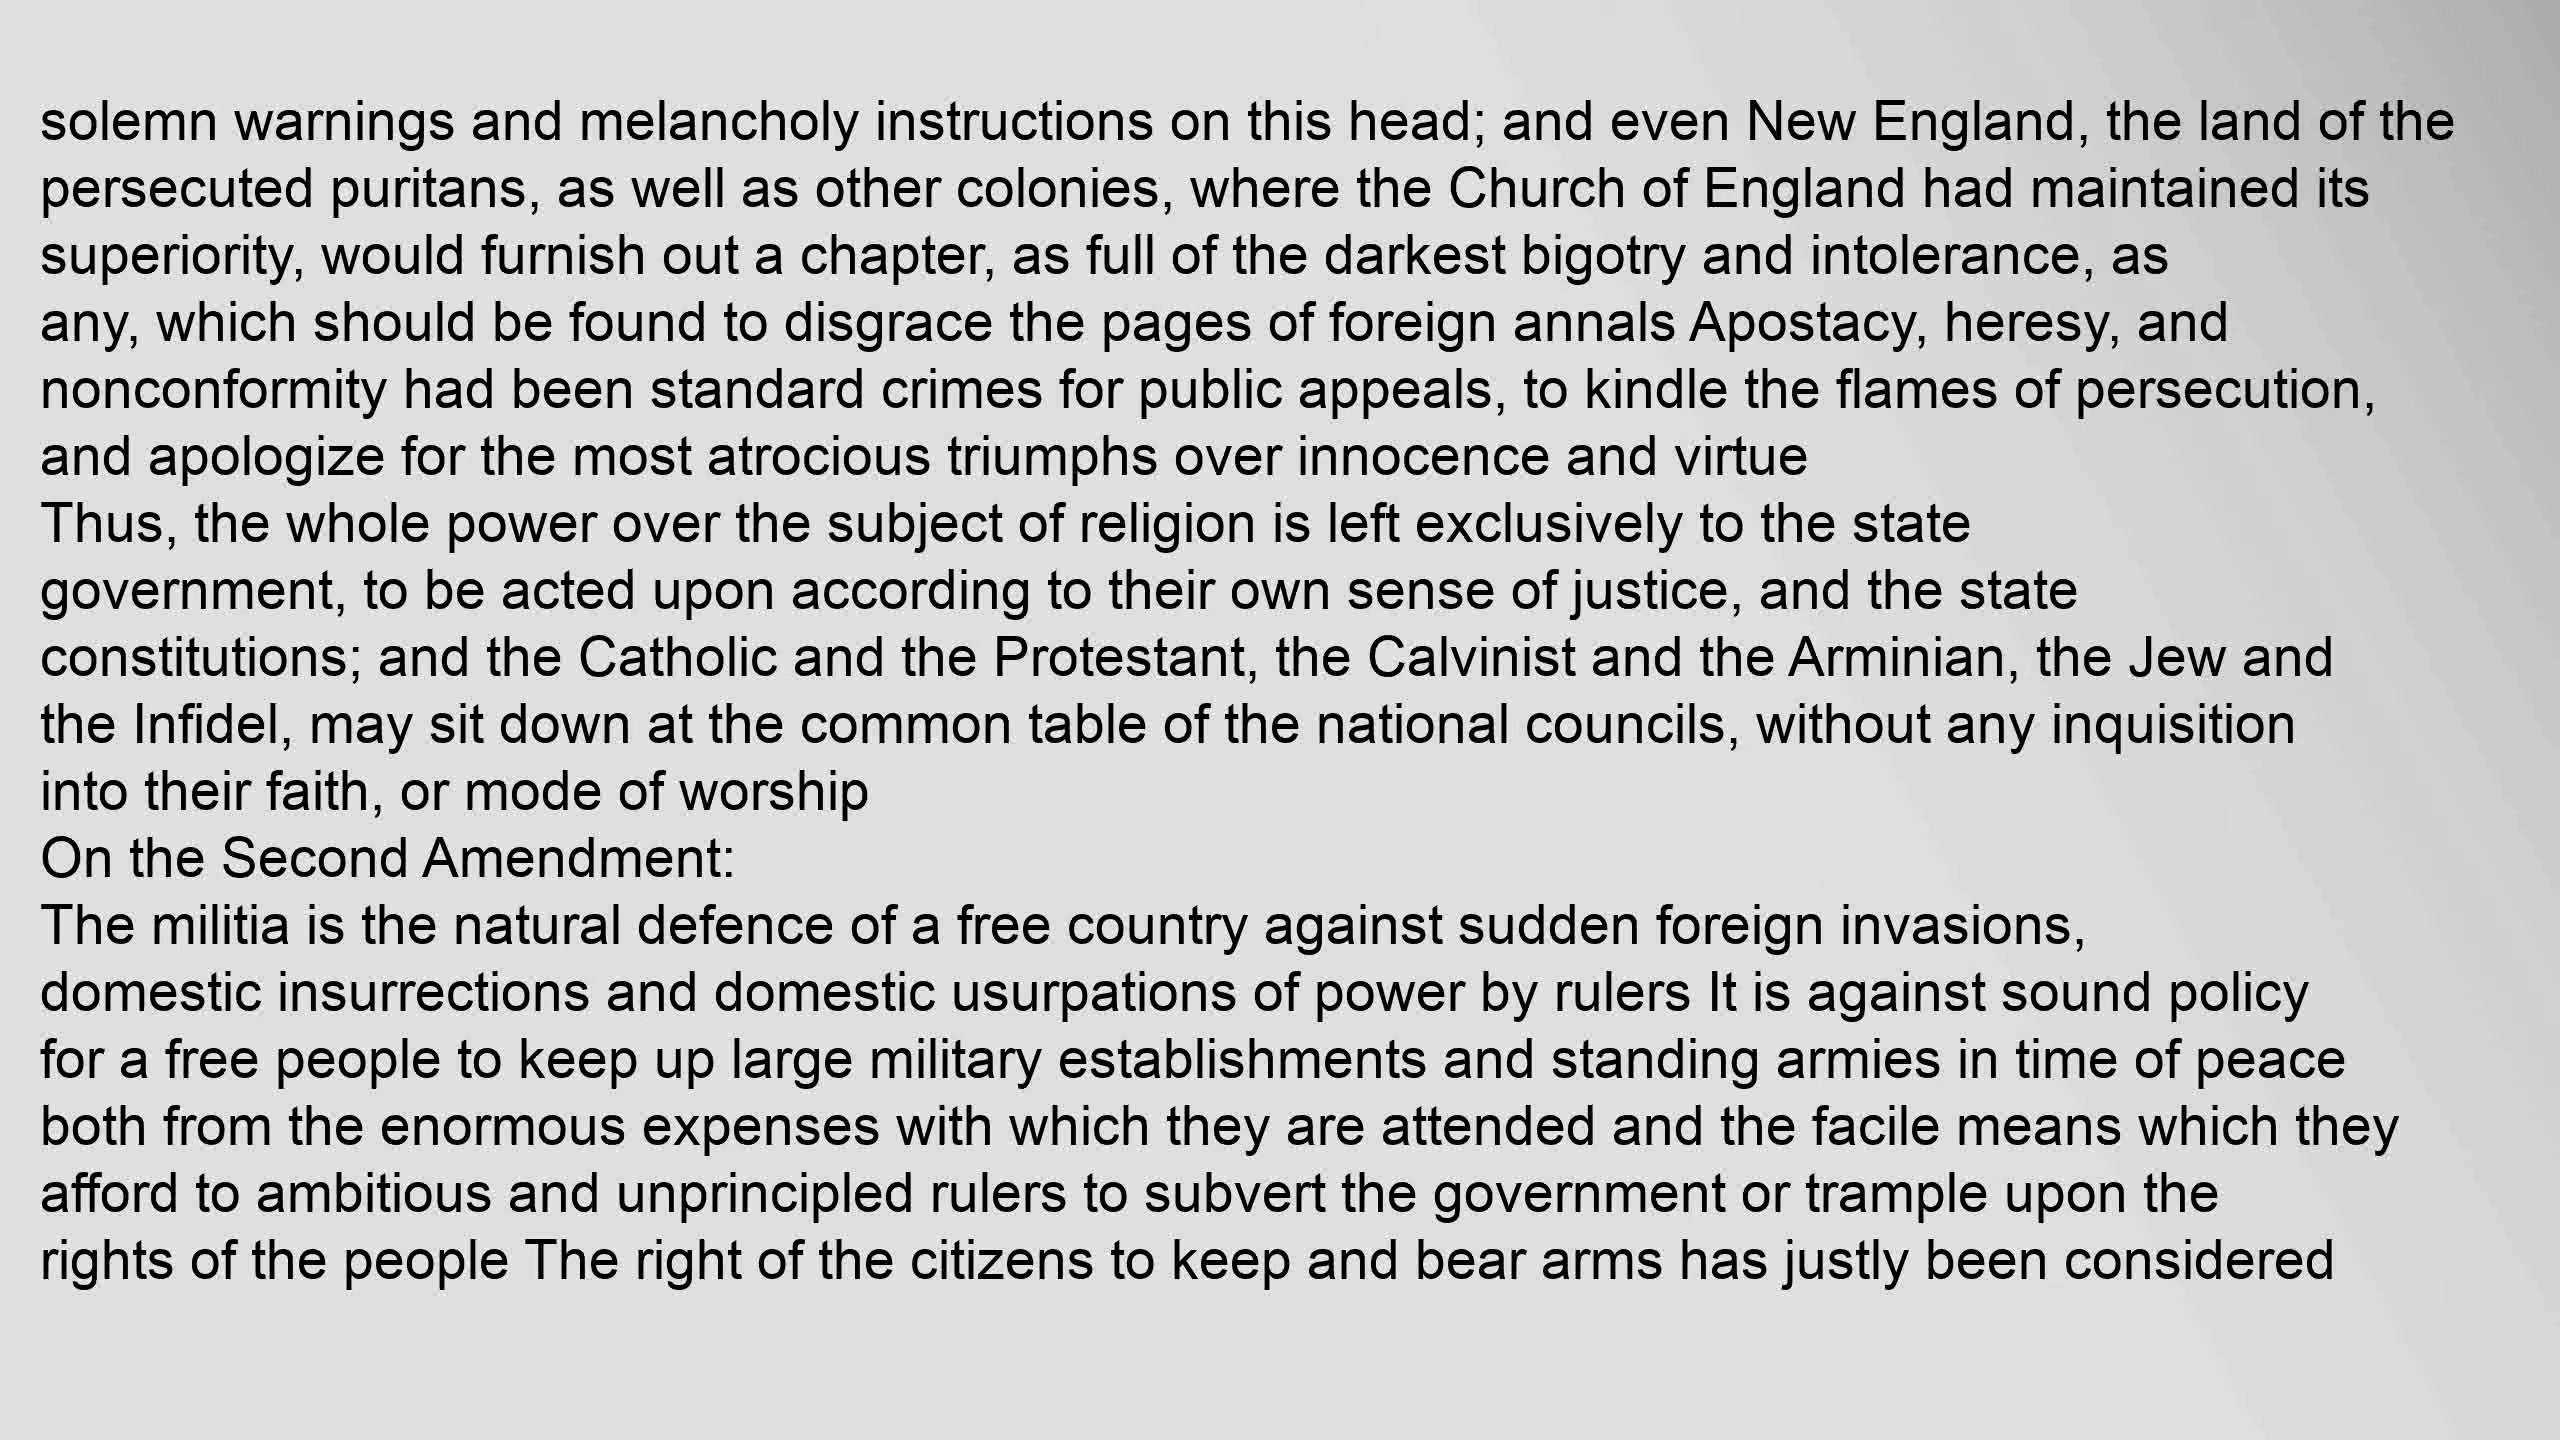 solemn warnings and melancholy instructions on this head; and even New England, the land of the
persecuted puritans, as well as other colonies, where the Church of England had maintained its
superiority, would furnish out a chapter, as full of the darkest bigotry and intolerance, as
any, which should be found to disgrace the pages of foreign annals Apostacy, heresy, and
nonconformity had been standard crimes for public appeals, to kindle the flames of persecution,
and apologize for the most atrocious triumphs over innocence and virtue
Thus, the whole power over the subject of religion is left exclusively to the state
government, to be acted upon according to their own sense of justice, and the state
constitutions; and the Catholic and the Protestant, the Calvinist and the Arminian, the Jew and
the Infidel, may sit down at the common table of the national councils, without any inquisition
into their faith, or mode of worship
On the Second Amendment:
The militia is the natural defence of a free country against sudden foreign invasions,
domestic insurrections and domestic usurpations of power by rulers It is against sound policy
for a free people to keep up large military establishments and standing armies in time of peace
both from the enormous expenses with which they are attended and the facile means which they
afford to ambitious and unprincipled rulers to subvert the government or trample upon the
rights of the people The right of the citizens to keep and bear arms has justly been considered